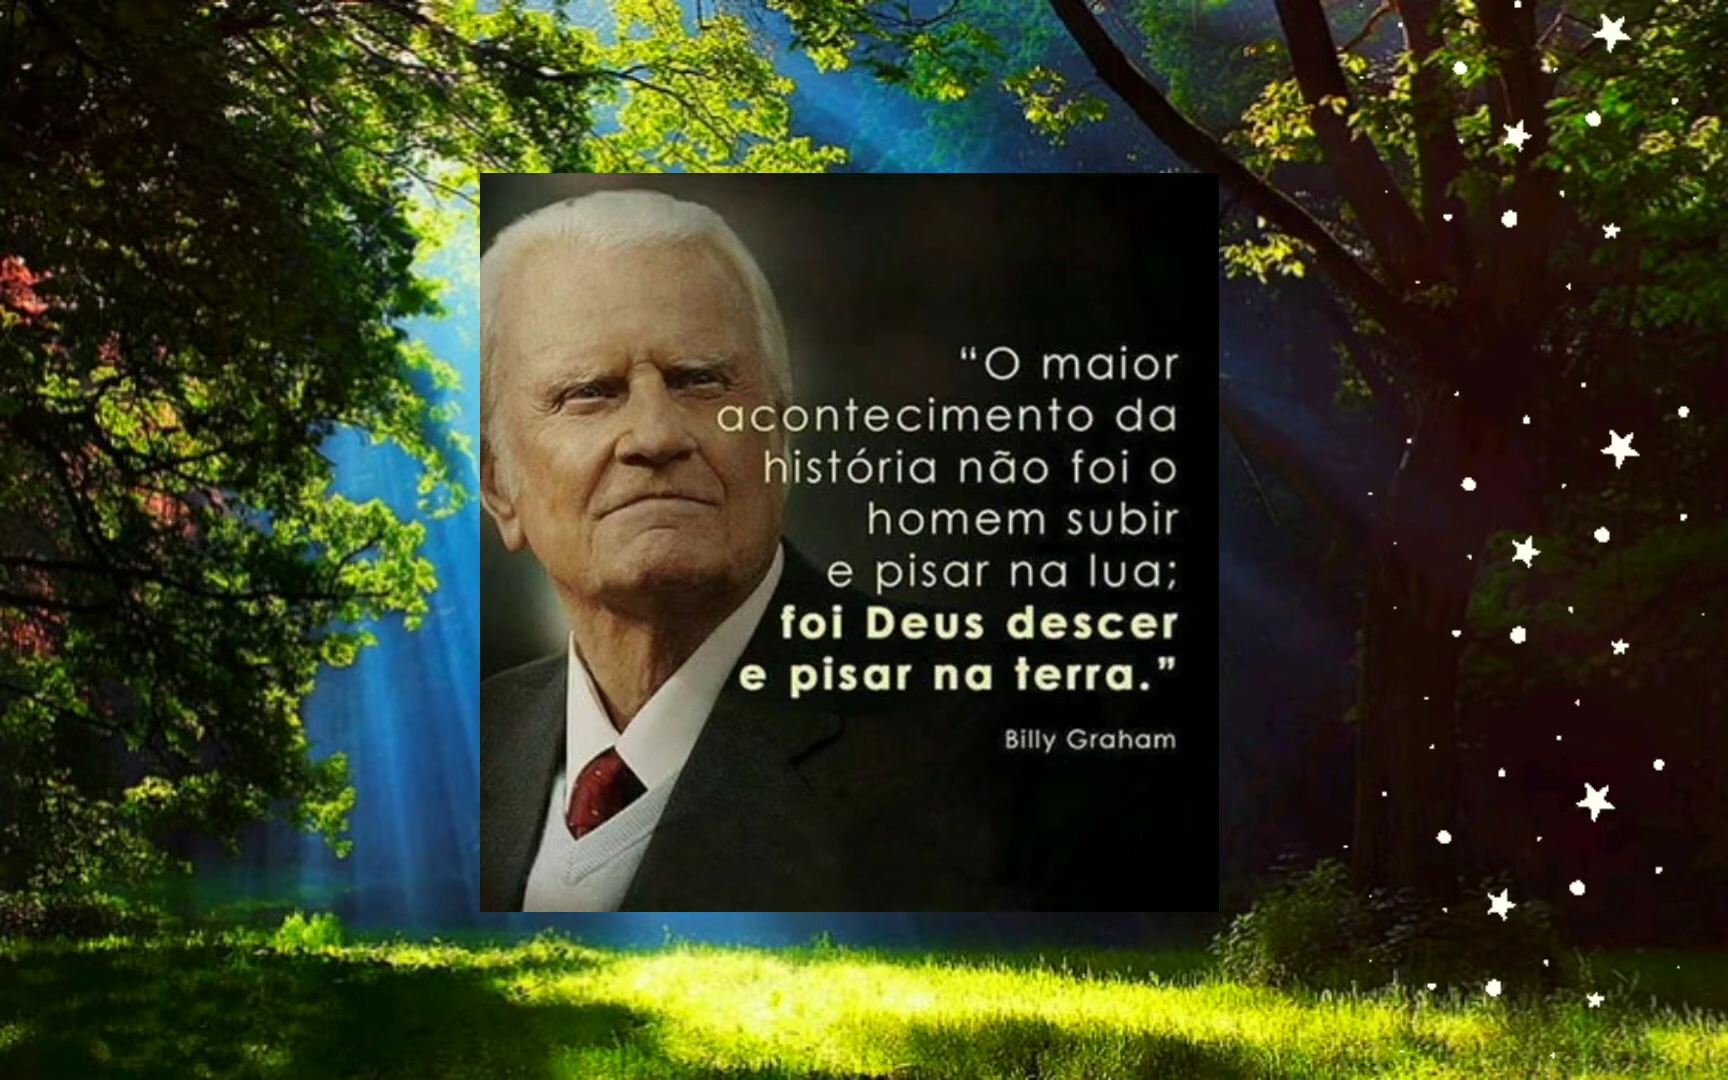 “O maior
acontecimento da
história não foi o
homem subir
e pisar na lua;
foi Deus descer
e pisar na terra.”
Billy Graham